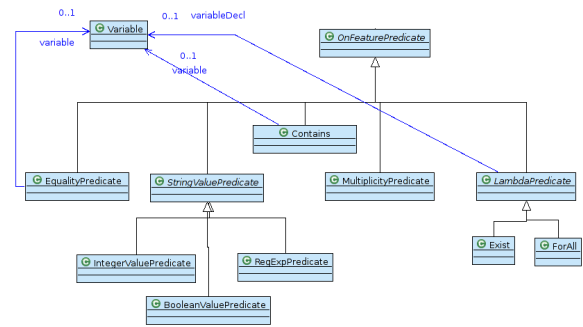 0..1
0..1 variableDecl
Variable
OnFeaturePredicate
variable
0..1
variable
Contains
EqualityPredicate
StringValuePredicate
MultiplicityPredicate
LambdaPredicate
Exist
ForAll
IntegerValuePredicate
RegExpPredicate
BooleanValuePredicate